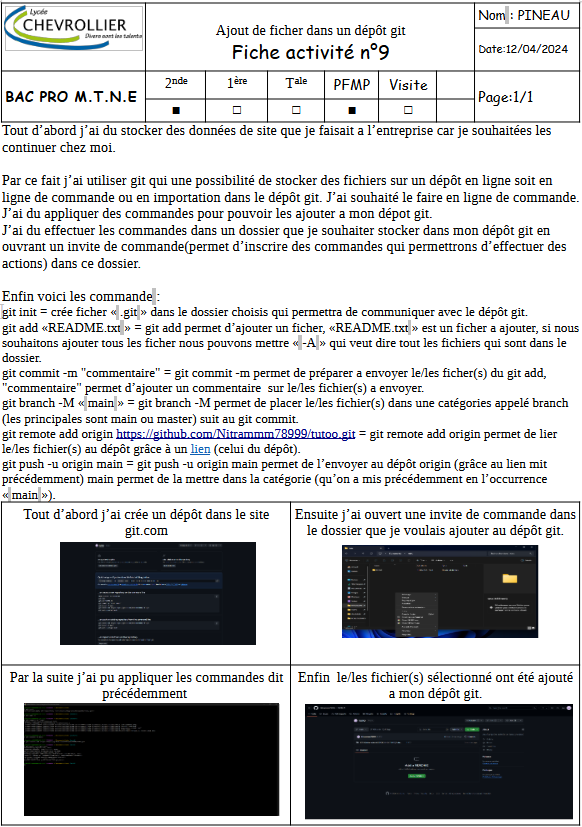 Lycée
CHEVROLLIER
Divers sont les talents
Ajout de ficher dans un dépôt git
Fiche activité n°9
Nom : PINEAU
Date:12/04/2024
BAC PRO M.T.N.E
2nde 1ère Tale PFMP Visite
■ □ □ ■ □
Page:1/1
Tout d'abord j'ai du stocker des données de site que je faisait a l'entreprise car je souhaitées les
continuer chez moi.
Par ce fait j'ai utiliser git qui une possibilité de stocker des fichiers sur un dépôt en ligne soit en
ligne de commande ou en importation dans le dépôt git. J'ai souhaité le faire en ligne de commande.
J'ai du appliquer des commandes pour pouvoir les ajouter a mon dépot git.
J'ai du effectuer les commandes dans un dossier que je souhaiter stocker dans mon dépôt git en
ouvrant un invite de commande(permet d'inscrire des commandes qui permettrons d'effectuer des
actions) dans ce dossier.
Enfin voici les commande :
git init = crée ficher « .git » dans le dossier choisis qui permettra de communiquer avec le dépôt git.
git add «README.txt » = git add permet d'ajouter un ficher, «README.txt » est un ficher a ajouter, si nous
souhaitons ajouter tous les ficher nous pouvons mettre « -A » qui veut dire tout les fichiers qui sont dans le
dossier.
git commit -m "commentaire" = git commit -m permet de préparer a envoyer le/les ficher(s) du git add,
"commentaire" permet d'ajouter un commentaire sur le/les fichier(s) a envoyer.
git branch -M « main » = git branch -M permet de placer le/les fichier(s) dans une catégories appelé branch
(les principales sont main ou master) suit au git commit.
git remote add origin https://github.com/Nitrammm78999/tutoo.git = git remote add origin permet de lier
le/les fichier(s) au dépôt grâce à un lien (celui du dépôt).
git push -u origin main = git push -u origin main permet de l'envoyer au dépôt origin (grâce au lien mit
précédemment) main permet de la mettre dans la catégorie (qu'on a mis précédemment en l'occurrence
« main »).
Tout d'abord j'ai crée un dépôt dans le site
git.com
Ensuite j'ai ouvert une invite de commande dans
le dossier que je voulais ajouter au dépôt git.
Par la suite j'ai pu appliquer les commandes dit
précédemment
Enfin le/les fichier(s) sélectionné ont été ajouté
a mon dépôt git.